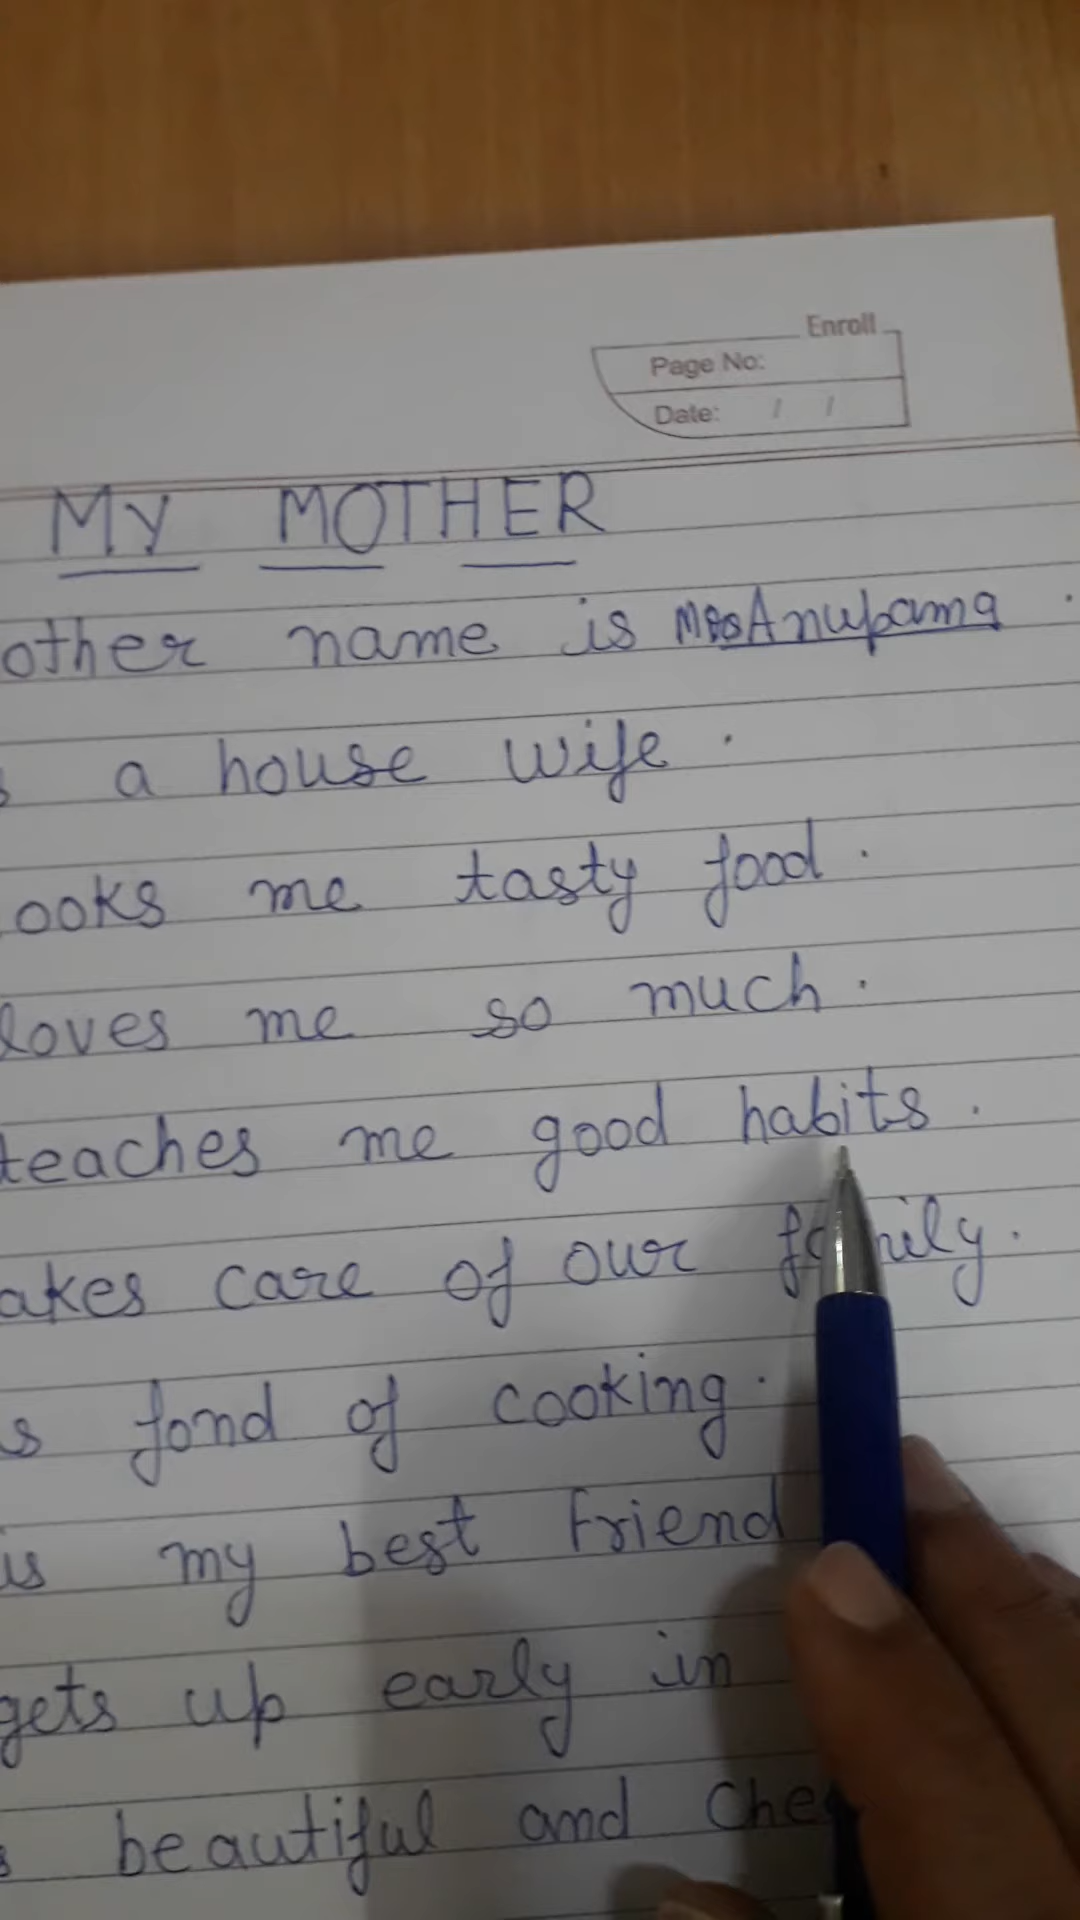 Enroll
Page No:
Date: / /
MY MOTHER
other name is Mrs Anupama .
s a house wife .
ooks me tasty food .
loves me so much .
teaches me good habits .
akes care of our family .
s fond of cooking .
is my best Friend
gets up early in
s beautiful and Che